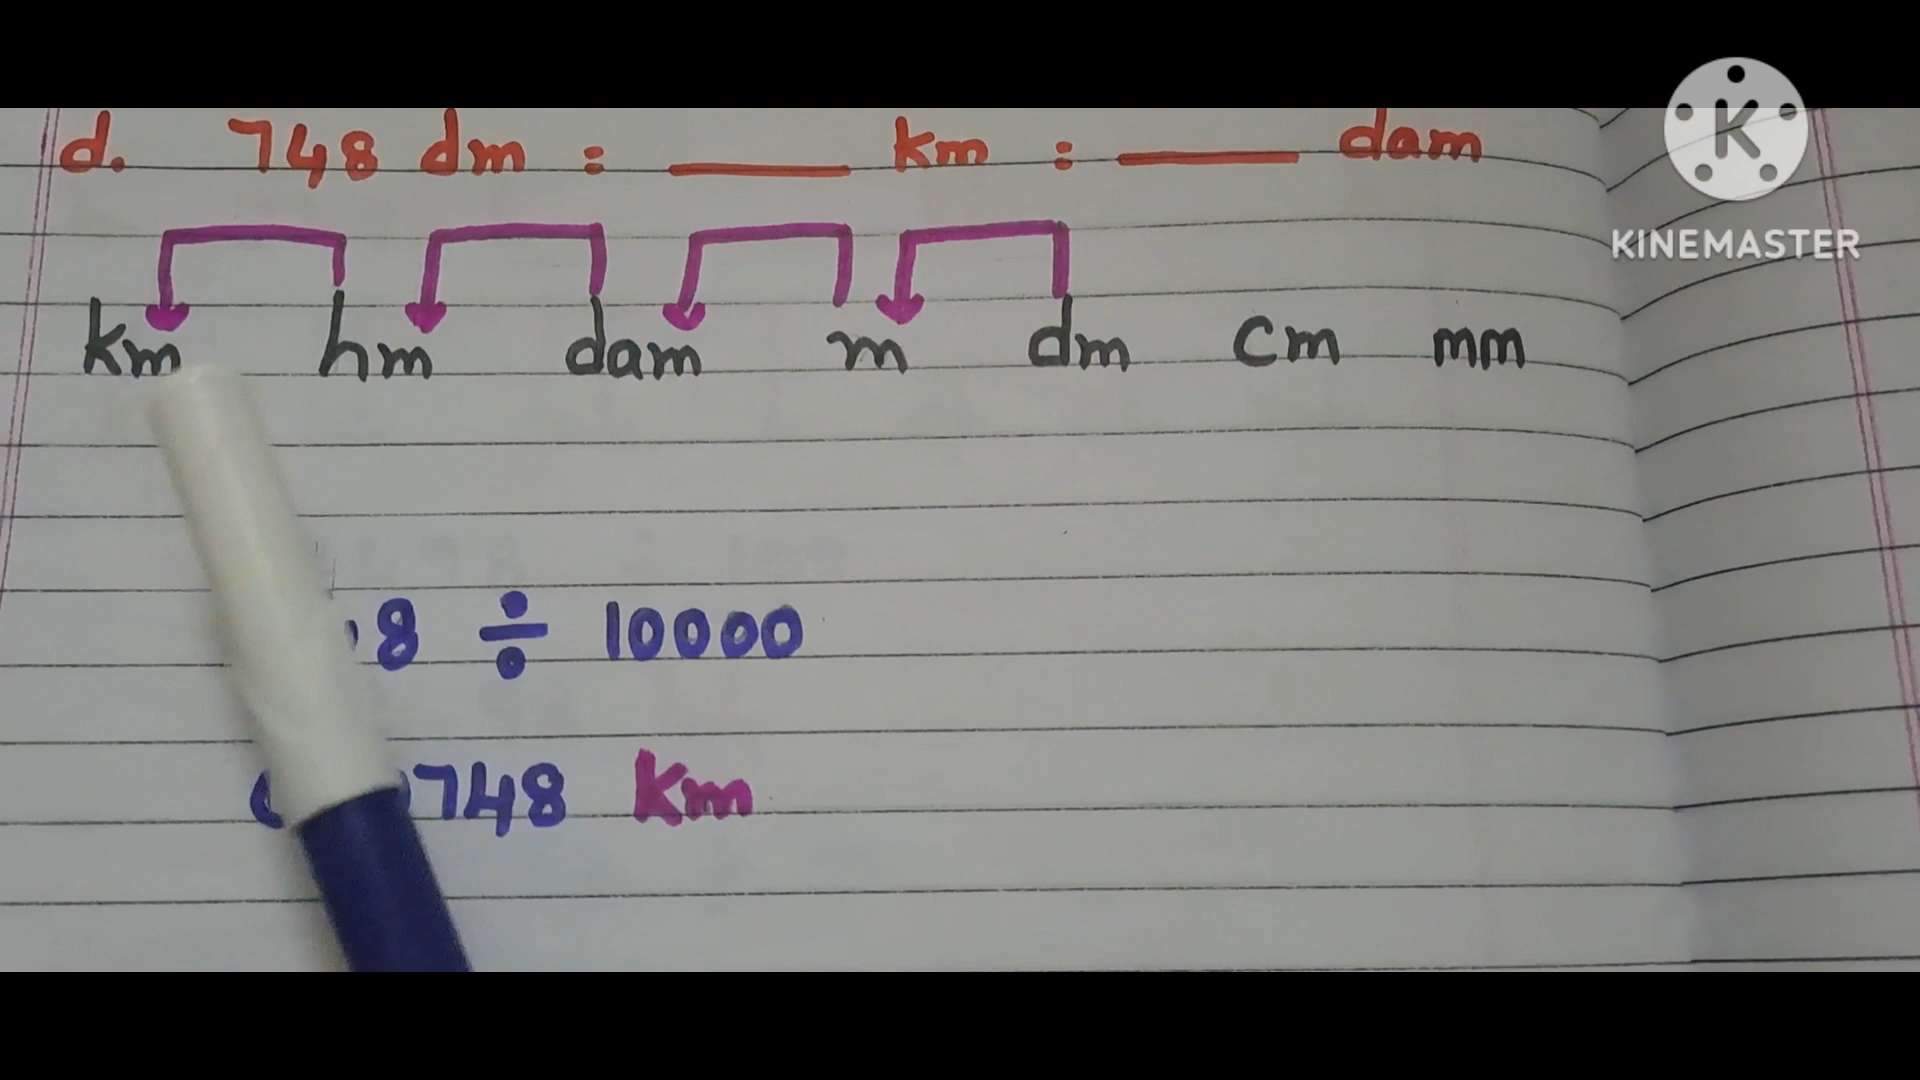 d. 748 dm = ____ km = ____ dam
K
KINEMASTER
km hm dam m dm cm mm
8 ÷ 10000
748 Km